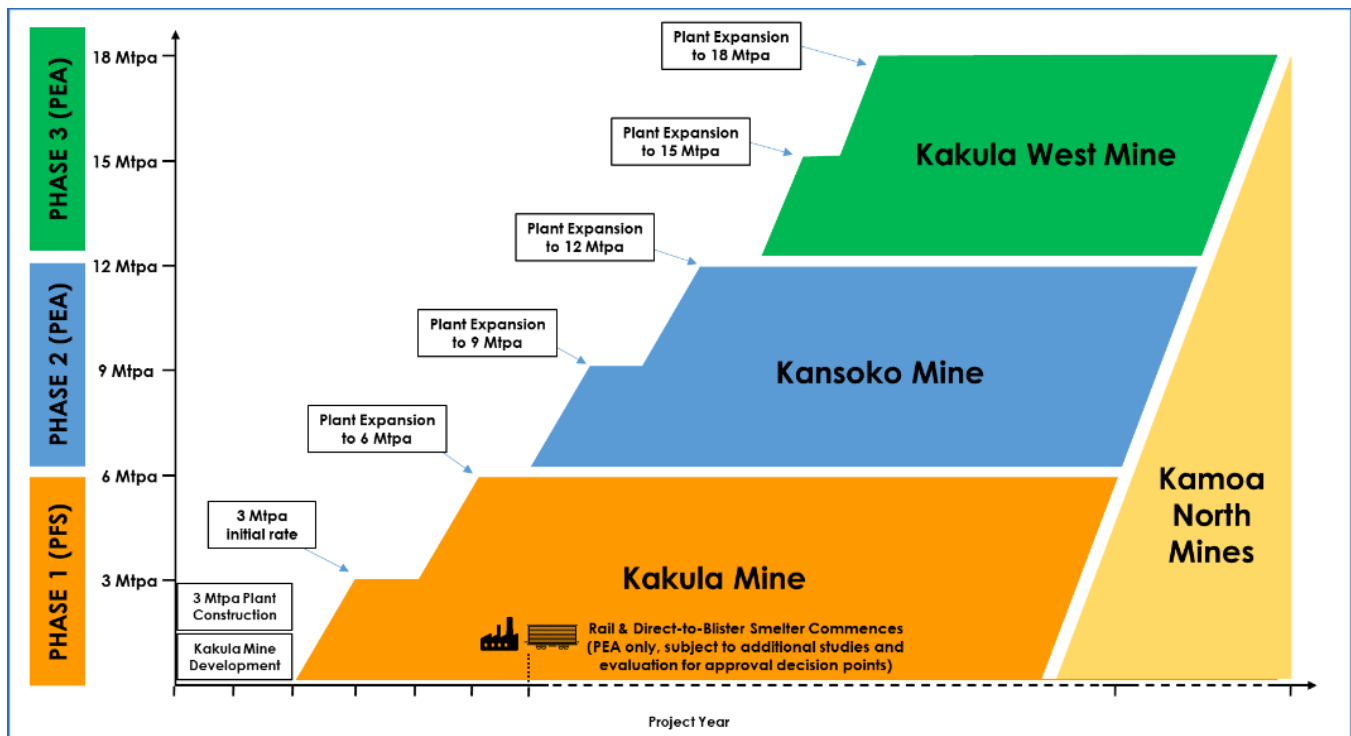 PHASE 3 (PEA)
PHASE 2 (PEA)
PHASE 1 (PFS)
18 Mtpa
15 Mtpa
12 Mtpa
9 Mtpa
6 Mtpa
3 Mtpa
Plant Expansion
to 18 Mtpa
Plant Expansion
to 15 Mtpa
Plant Expansion
to 12 Mtpa
Plant Expansion
to 9 Mtpa
Plant Expansion
to 6 Mtpa
3 Mtpa
initial rate
3 Mtpa Plant
Construction
Kakula Mine
Development
Kakula West Mine
Kansoko Mine
Kakula Mine
Kamoa
North
Mines
Rail & Direct-to-Blister Smelter Commences
(PEA only, subject to additional studies and
evaluation for approval decision points)
Project Year